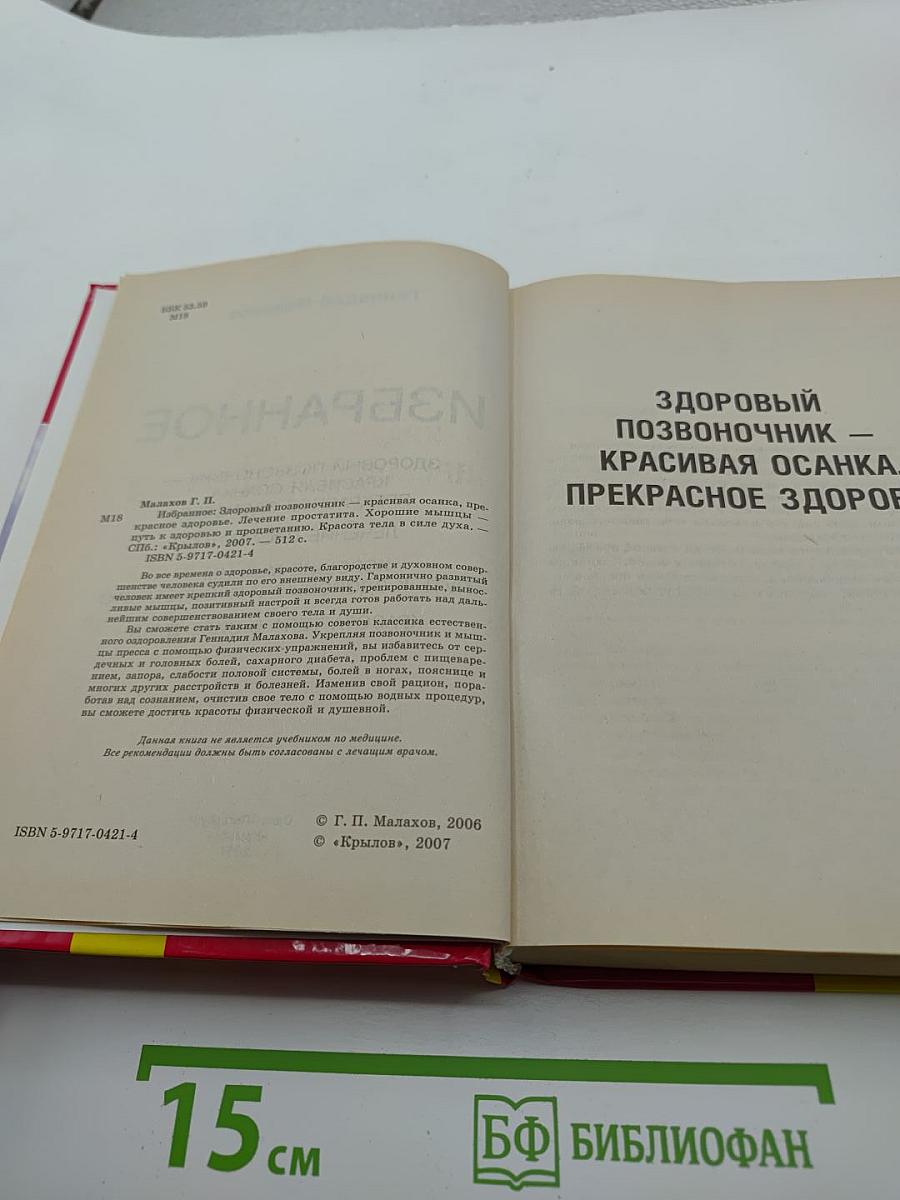 ББК 53.59
М18
Малахов Г. П.
М18
Избранное: Здоровый позвоночник — красивая осанка, пре-
красное здоровье. Лечение простатита. Хорошие мышцы —
путь к здоровью и процветанию. Красота тела в силе духа. —
СПб.: «Крылов», 2007. — 512 с.
ISBN 5-9717-0421-4
Во все времена о здоровье, красоте, благородстве и духовном совер-
шенстве человека судили по его внешнему виду. Гармонично развитый
человек имеет крепкий здоровый позвоночник, тренированные, вынос-
ливые мышцы, позитивный настрой и всегда готов работать над даль-
нейшим совершенствованием своего тела и души.
Вы сможете стать таким с помощью советов классика естествен-
ного оздоровления Геннадия Малахова. Укрепляя позвоночник и мыш-
цы пресса с помощью физических-упражнений, вы избавитесь от сер-
дечных и головных болей, сахарного диабета, проблем с пищеваре-
нием, запора, слабости половой системы, болей в ногах, пояснице и
многих других расстройств и болезней. Изменив свой рацион, пора-
ботав над сознанием, очистив свое тело с помощью водных процедур,
вы сможете достичь красоты физической и душевной.
Данная книга не является учебником по медицине.
Все рекомендации должны быть согласованы с лечащим врачом.
ISBN 5-9717-0421-4
© Г. П. Малахов, 2006
© «Крылов», 2007
ЗДОРОВЫЙ
ПОЗВОНОЧНИК —
КРАСИВАЯ ОСАНКА.
ПРЕКРАСНОЕ ЗДОРОВ
15 см
БФ БИБЛИОФАН